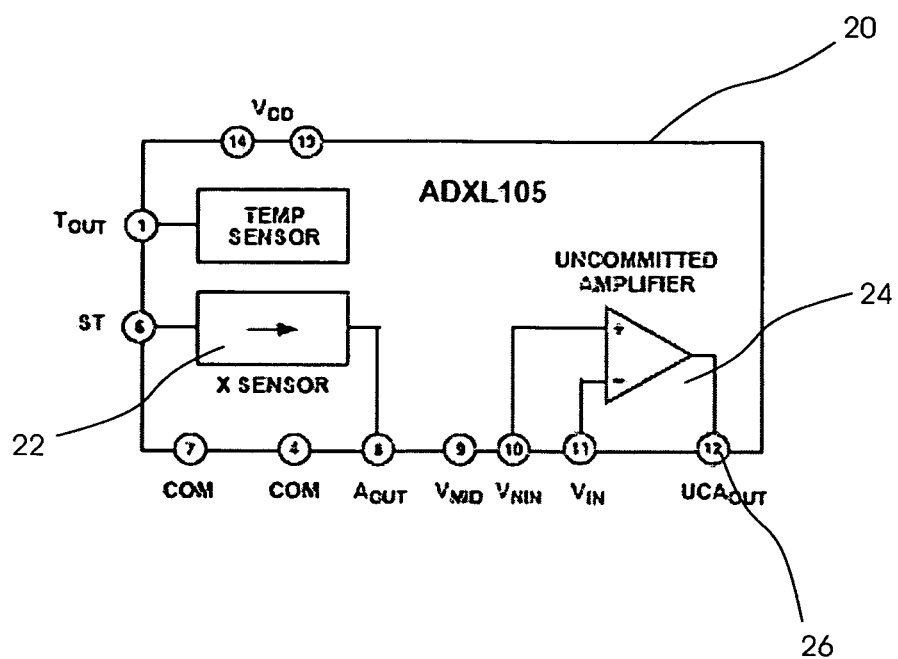 20
VDD
14 13
ADXL105
TOUT
1
TEMP
SENSOR
UNCOMMITTED
AMPLIFIER
24
ST
6
+
X SENSOR
−
22
7 4 8 9 10 11 12
COM COM AOUT VMID VNIN VIN UCAOUT
26